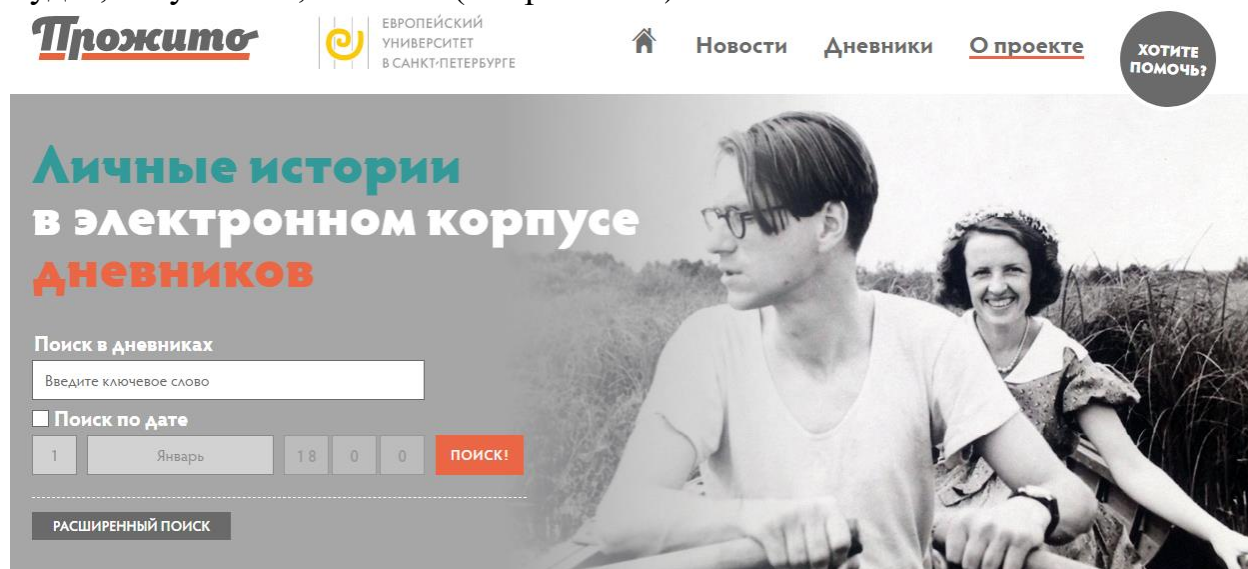 Прожито
ЕВРОПЕЙСКИЙ
УНИВЕРСИТЕТ
В САНКТ-ПЕТЕРБУРГЕ
Новости Дневники О проекте
ХОТИТЕ
ПОМОЧЬ?
Личные истории
в электронном корпусе
дневников
Поиск в дневниках
Введите ключевое слово
Поиск по дате
1 Январь 18 0 0 ПОИСК!
РАСШИРЕННЫЙ ПОИСК